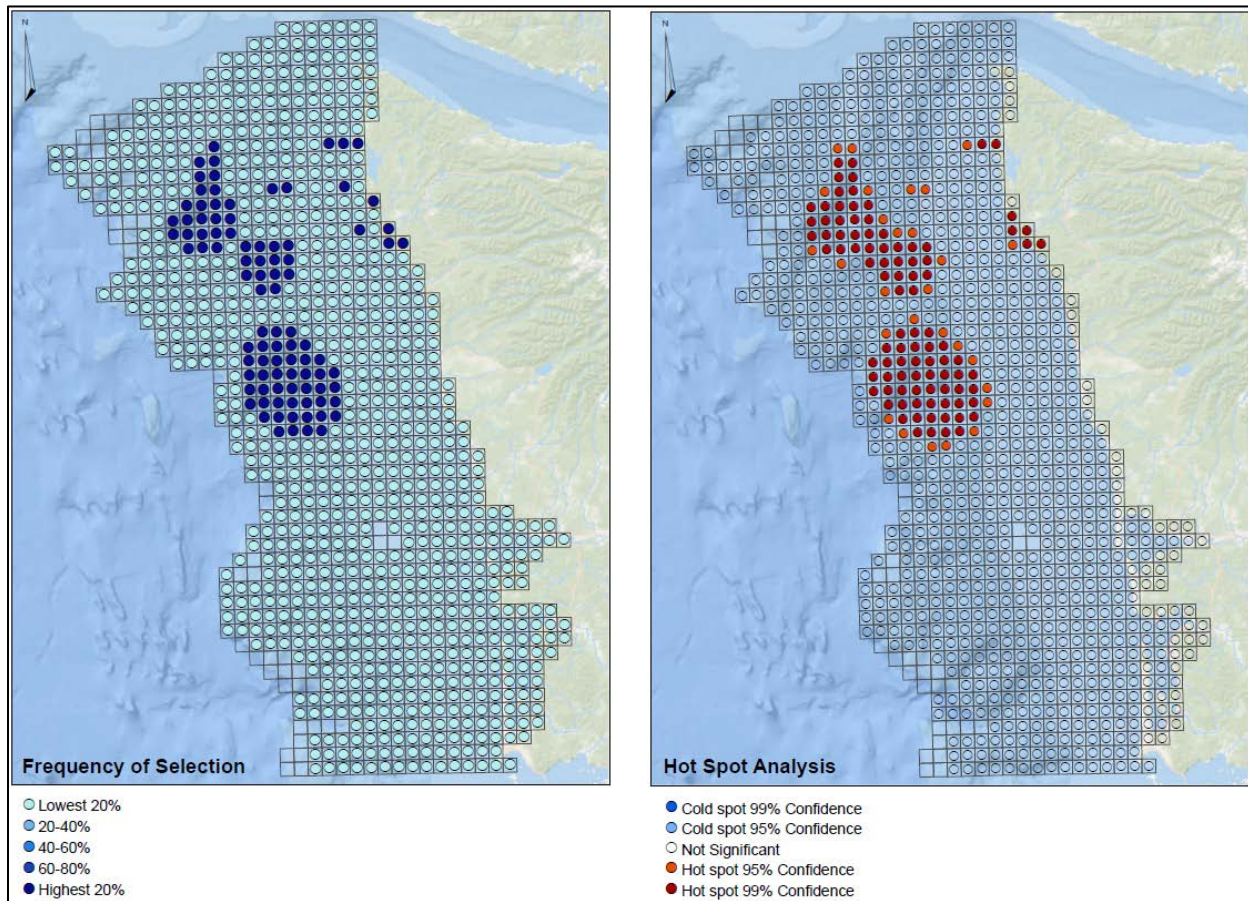 N
N
Frequency of Selection
Hot Spot Analysis
Lowest 20%
20-40%
40-60%
60-80%
Highest 20%
Cold spot 99% Confidence
Cold spot 95% Confidence
Not Significant
Hot spot 95% Confidence
Hot spot 99% Confidence